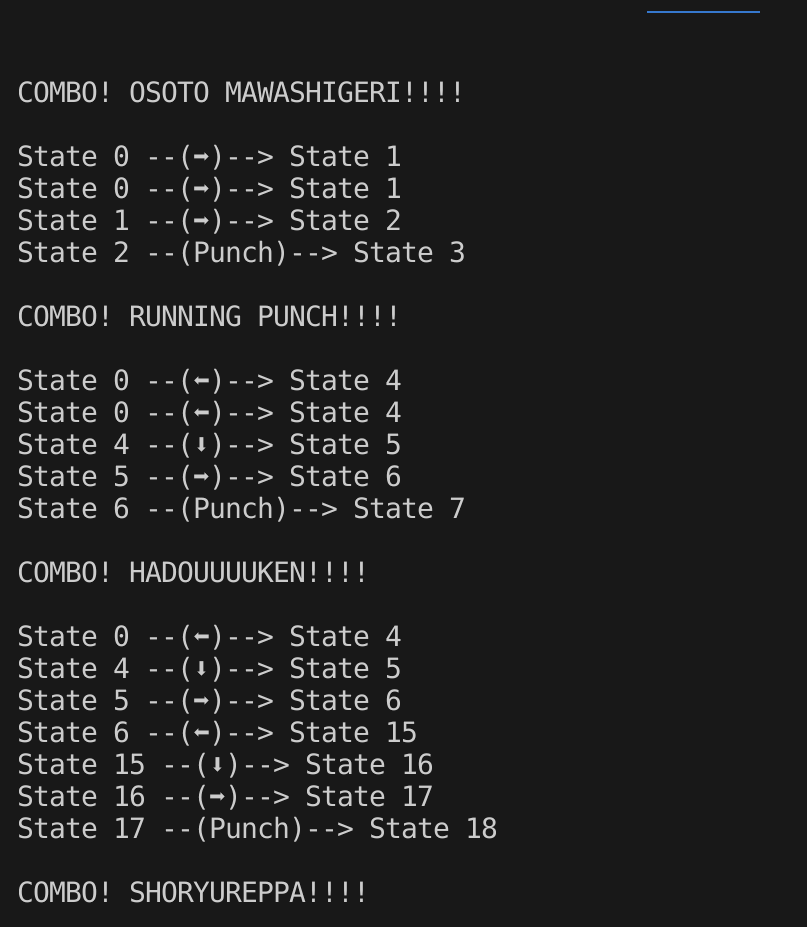 COMBO! OSOTO MAWASHIGERI!!!!
State 0 --(➡)--> State 1
State 0 --(➡)--> State 1
State 1 --(➡)--> State 2
State 2 --(Punch)--> State 3
COMBO! RUNNING PUNCH!!!!
State 0 --(⬅)--> State 4
State 0 --(⬅)--> State 4
State 4 --(⬇)--> State 5
State 5 --(➡)--> State 6
State 6 --(Punch)--> State 7
COMBO! HADOUUUUKEN!!!!
State 0 --(⬅)--> State 4
State 4 --(⬇)--> State 5
State 5 --(➡)--> State 6
State 6 --(⬅)--> State 15
State 15 --(⬇)--> State 16
State 16 --(➡)--> State 17
State 17 --(Punch)--> State 18
COMBO! SHORYUREPPA!!!!